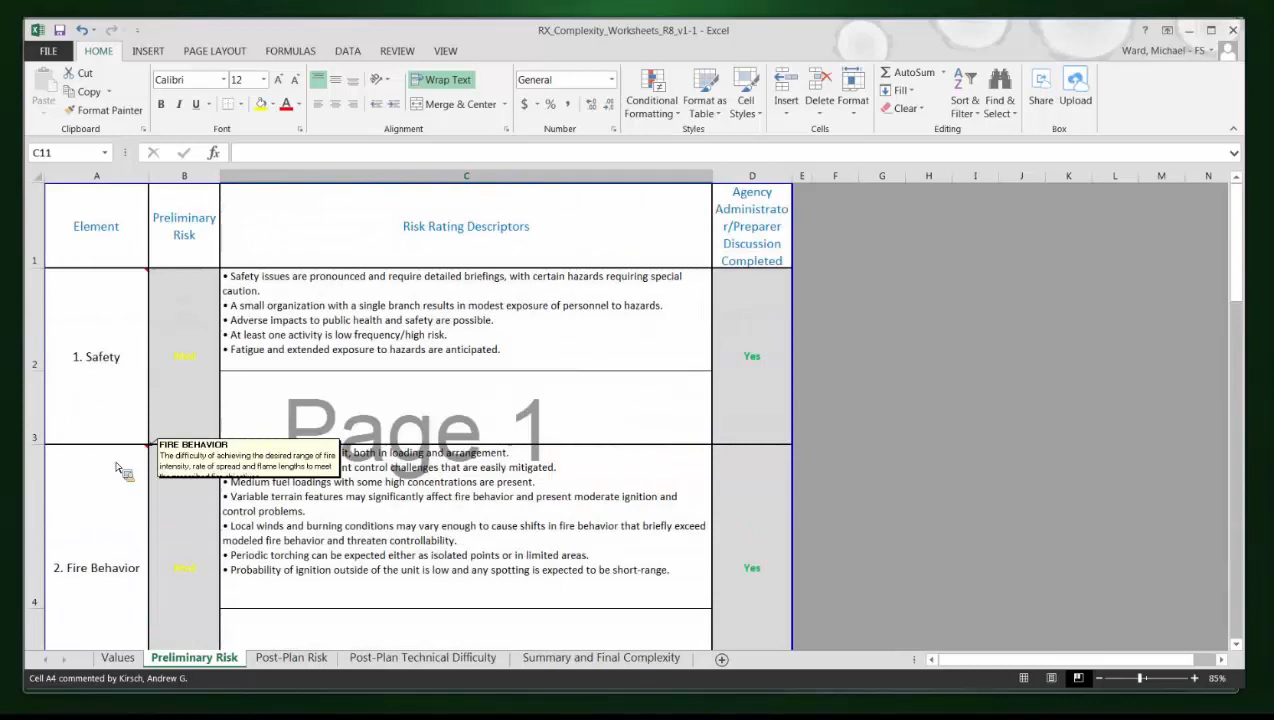 RX_Complexity_Worksheets_R8_v1-1 - Excel
FILE HOME INSERT PAGE LAYOUT FORMULAS DATA REVIEW VIEW Ward, Michael - FS
Cut Calibri 12 Wrap Text General AutoSum
Copy Fill
Paste Format Painter Merge & Center Conditional Formatting Format as Table Cell Styles Insert Delete Format Clear Sort & Filter Find & Select Share Upload
Clipboard Font Alignment Number Styles Cells Editing Box
C11
A B C D E F G H I J K L M N
Element
Preliminary
Risk
Risk Rating Descriptors
Agency
Administrato
r/Preparer
Discussion
Completed
1
• Safety issues are pronounced and require detailed briefings, with certain hazards requiring special
caution.
• A small organization with a single branch results in modest exposure of personnel to hazards.
• Adverse impacts to public health and safety are possible.
• At least one activity is low frequency/high risk.
• Fatigue and extended exposure to hazards are anticipated.
1. Safety
Med
Yes
2
Page 1
3
FIRE BEHAVIOR
The difficulty of achieving the desired range of fire
intensity, rate of spread and flame lengths to meet
it, both in loading and arrangement.
nt control challenges that are easily mitigated.
Medium fuel loadings with some high concentrations are present.
• Variable terrain features may significantly affect fire behavior and present moderate ignition and
control problems.
• Local winds and burning conditions may vary enough to cause shifts in fire behavior that briefly exceed
modeled fire behavior and threaten controllability.
• Periodic torching can be expected either as isolated points or in limited areas.
• Probability of ignition outside of the unit is low and any spotting is expected to be short-range.
2. Fire Behavior
Med
Yes
4
Values Preliminary Risk Post-Plan Risk Post-Plan Technical Difficulty Summary and Final Complexity
Cell A4 commented by Kirsch, Andrew G. 85%